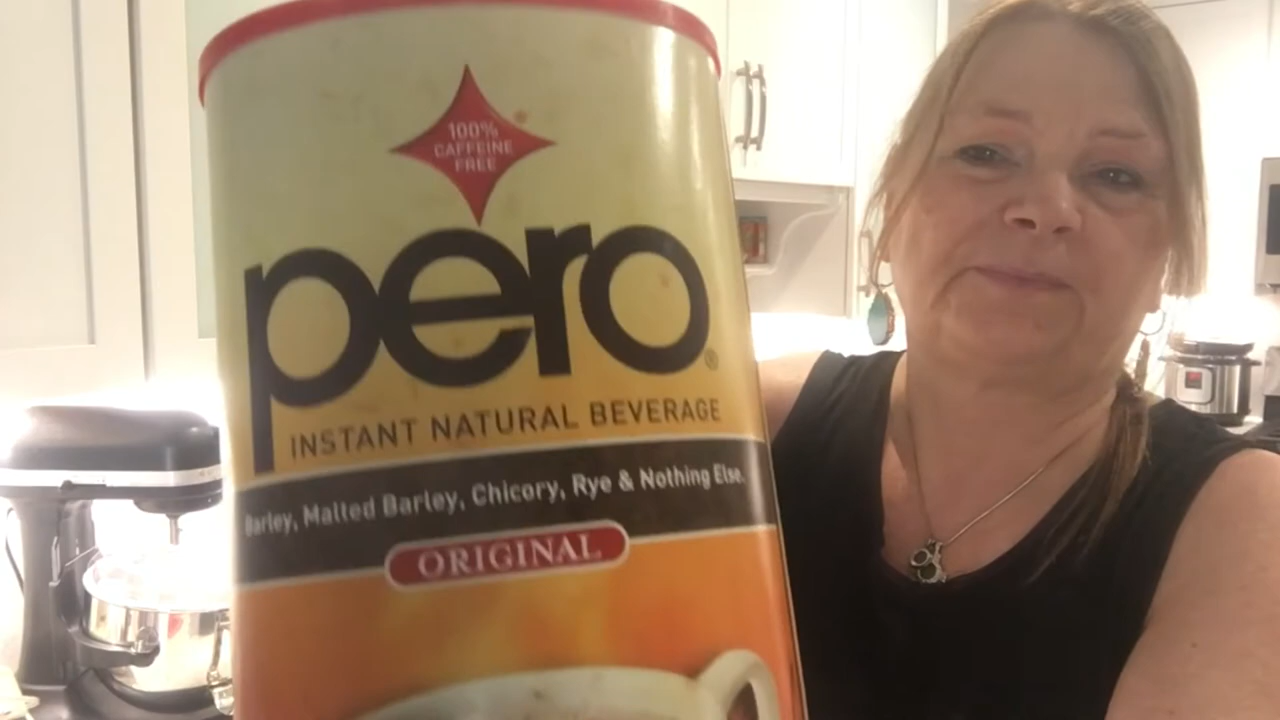 100%
CAFFEINE
FREE
pero®
INSTANT NATURAL BEVERAGE
Barley, Malted Barley, Chicory, Rye & Nothing Else.
ORIGINAL